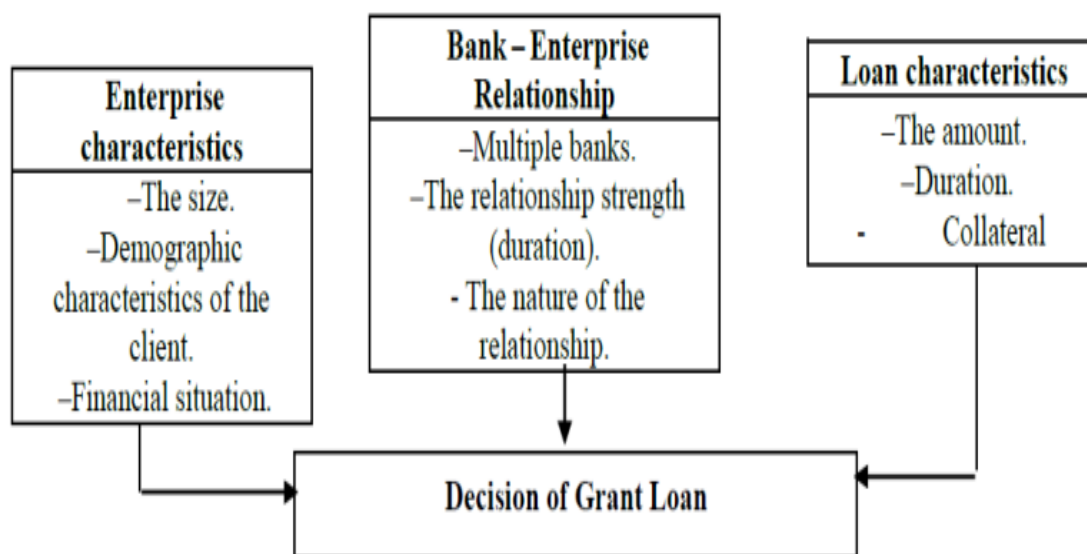 Enterprise
characteristics
–The size.
–Demographic
characteristics of the
client.
–Financial situation.
Bank – Enterprise
Relationship
–Multiple banks.
–The relationship strength
(duration).
- The nature of the
relationship.
Loan characteristics
–The amount.
–Duration.
- Collateral
Decision of Grant Loan